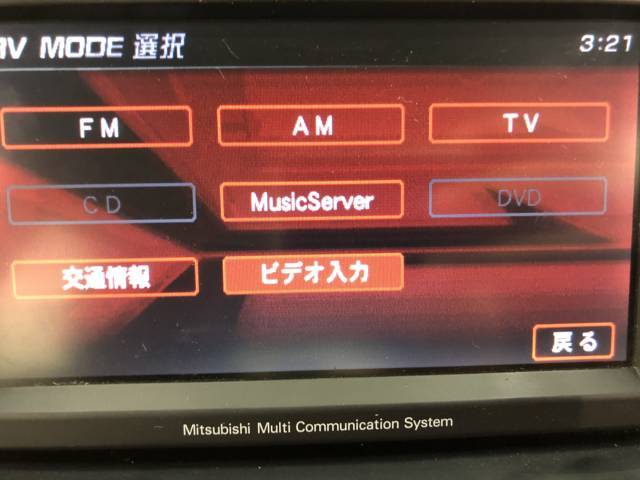 AV MODE 選択
3:21
FM
AM
TV
CD
MusicServer
DVD
交通情報
ビデオ入力
戻る
Mitsubishi Multi Communication System